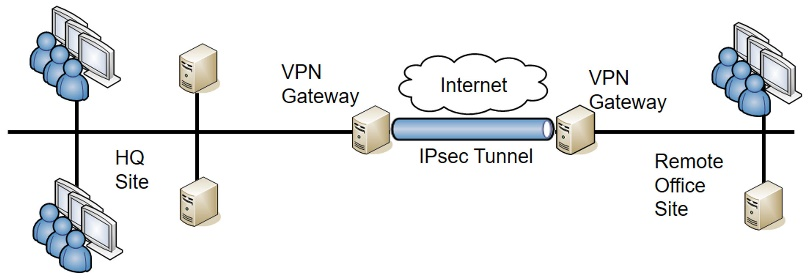 VPN
Gateway
Internet
VPN
Gateway
IPsec Tunnel
HQ
Site
Remote
Office
Site